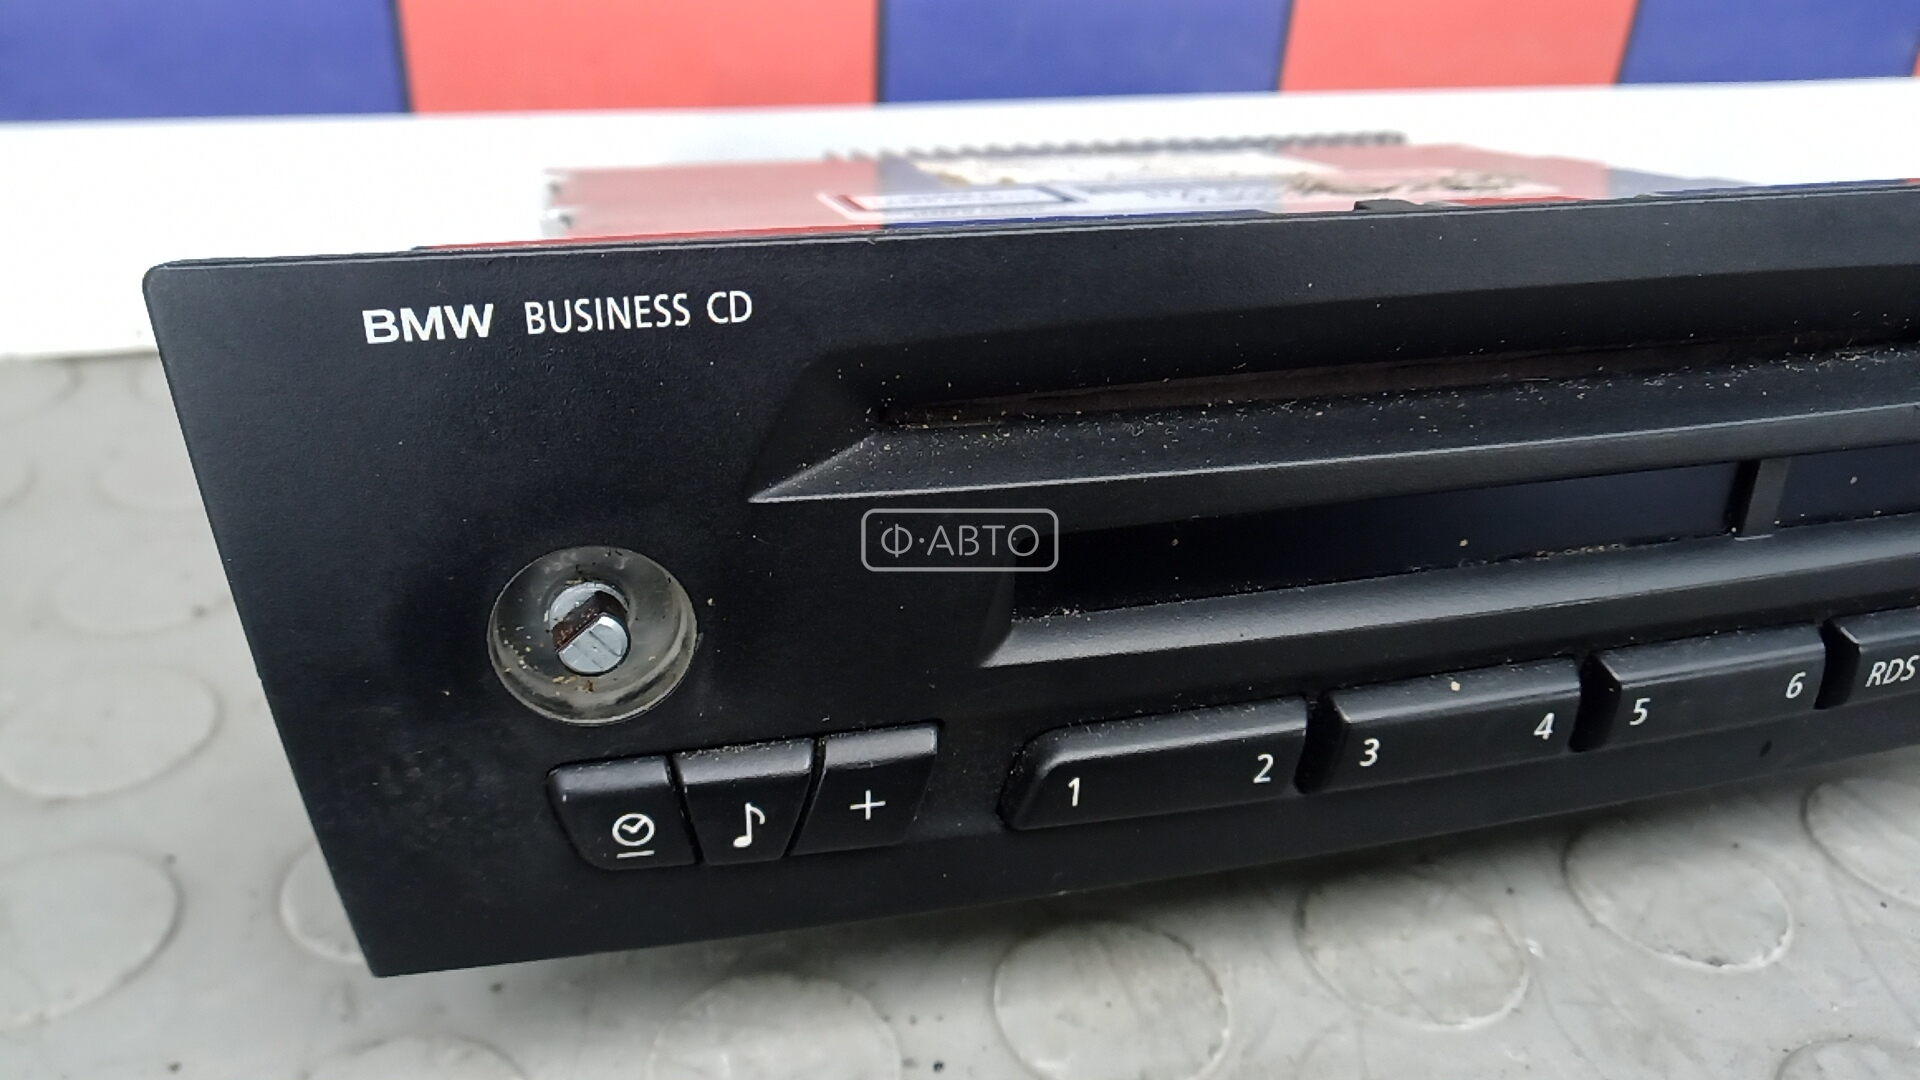 BMW BUSINESS CD
Ф·АВТО
1 2 3 4 5 6 RDS